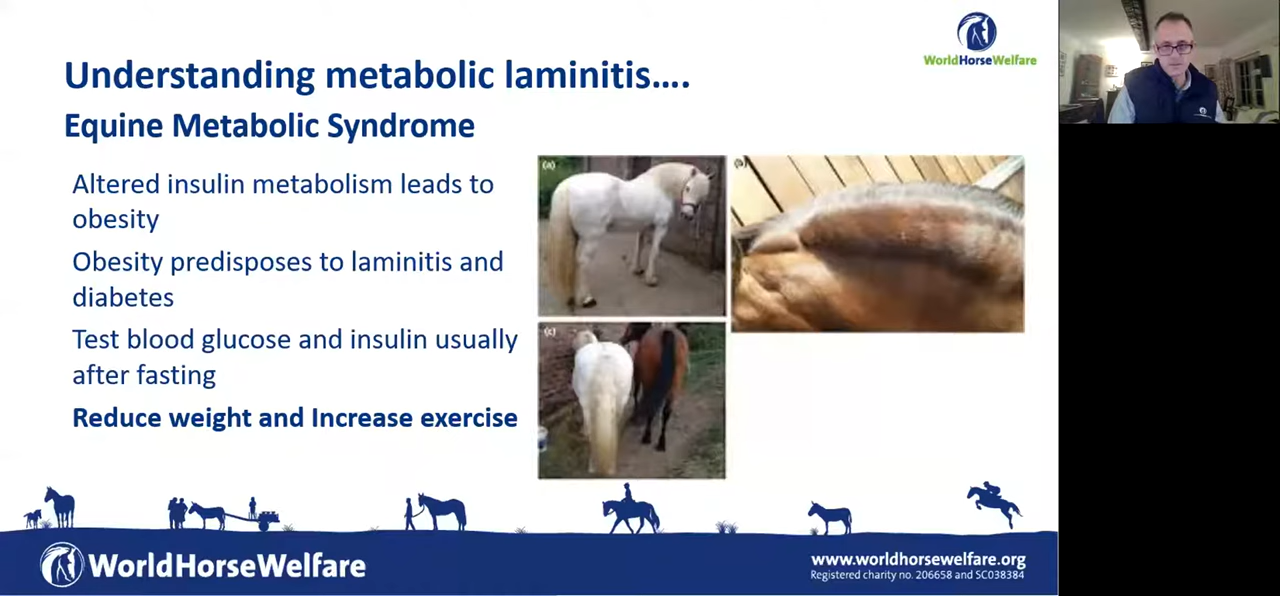 WorldHorseWelfare
Understanding metabolic laminitis....
Equine Metabolic Syndrome
Altered insulin metabolism leads to
obesity
Obesity predisposes to laminitis and
diabetes
Test blood glucose and insulin usually
after fasting
Reduce weight and Increase exercise
(a)
(b)
(c)
WorldHorseWelfare
www.worldhorsewelfare.org
Registered charity no. 206658 and SC038384